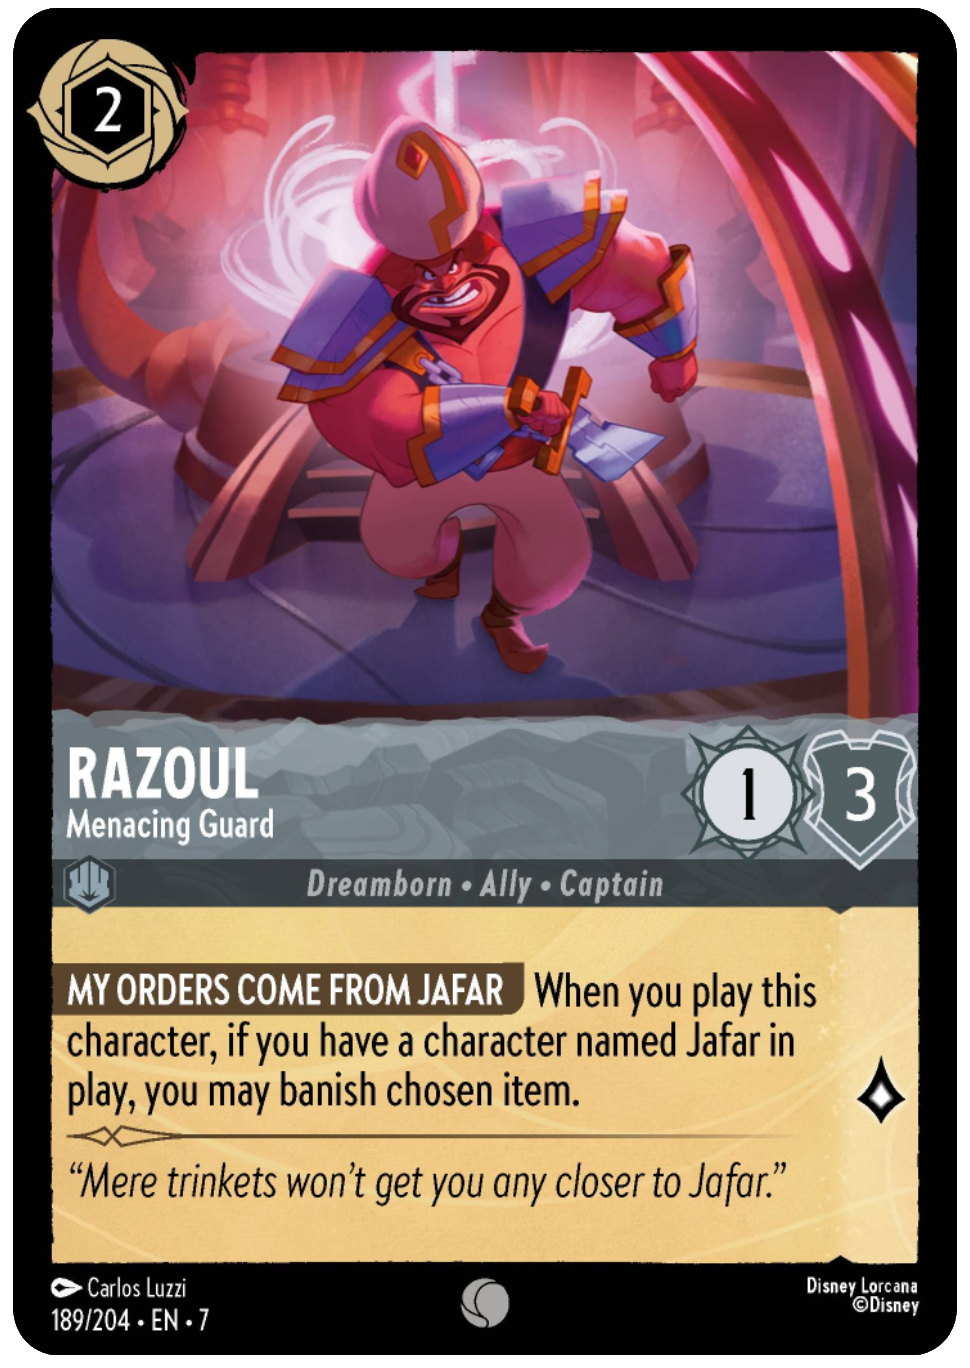 2
RAZOUL
Menacing Guard
1
3
Dreamborn • Ally • Captain
MY ORDERS COME FROM JAFAR When you play this
character, if you have a character named Jafar in
play, you may banish chosen item.
“Mere trinkets won’t get you any closer to Jafar.”
Carlos Luzzi
Disney Lorcana
189/204 • EN • 7
©Disney